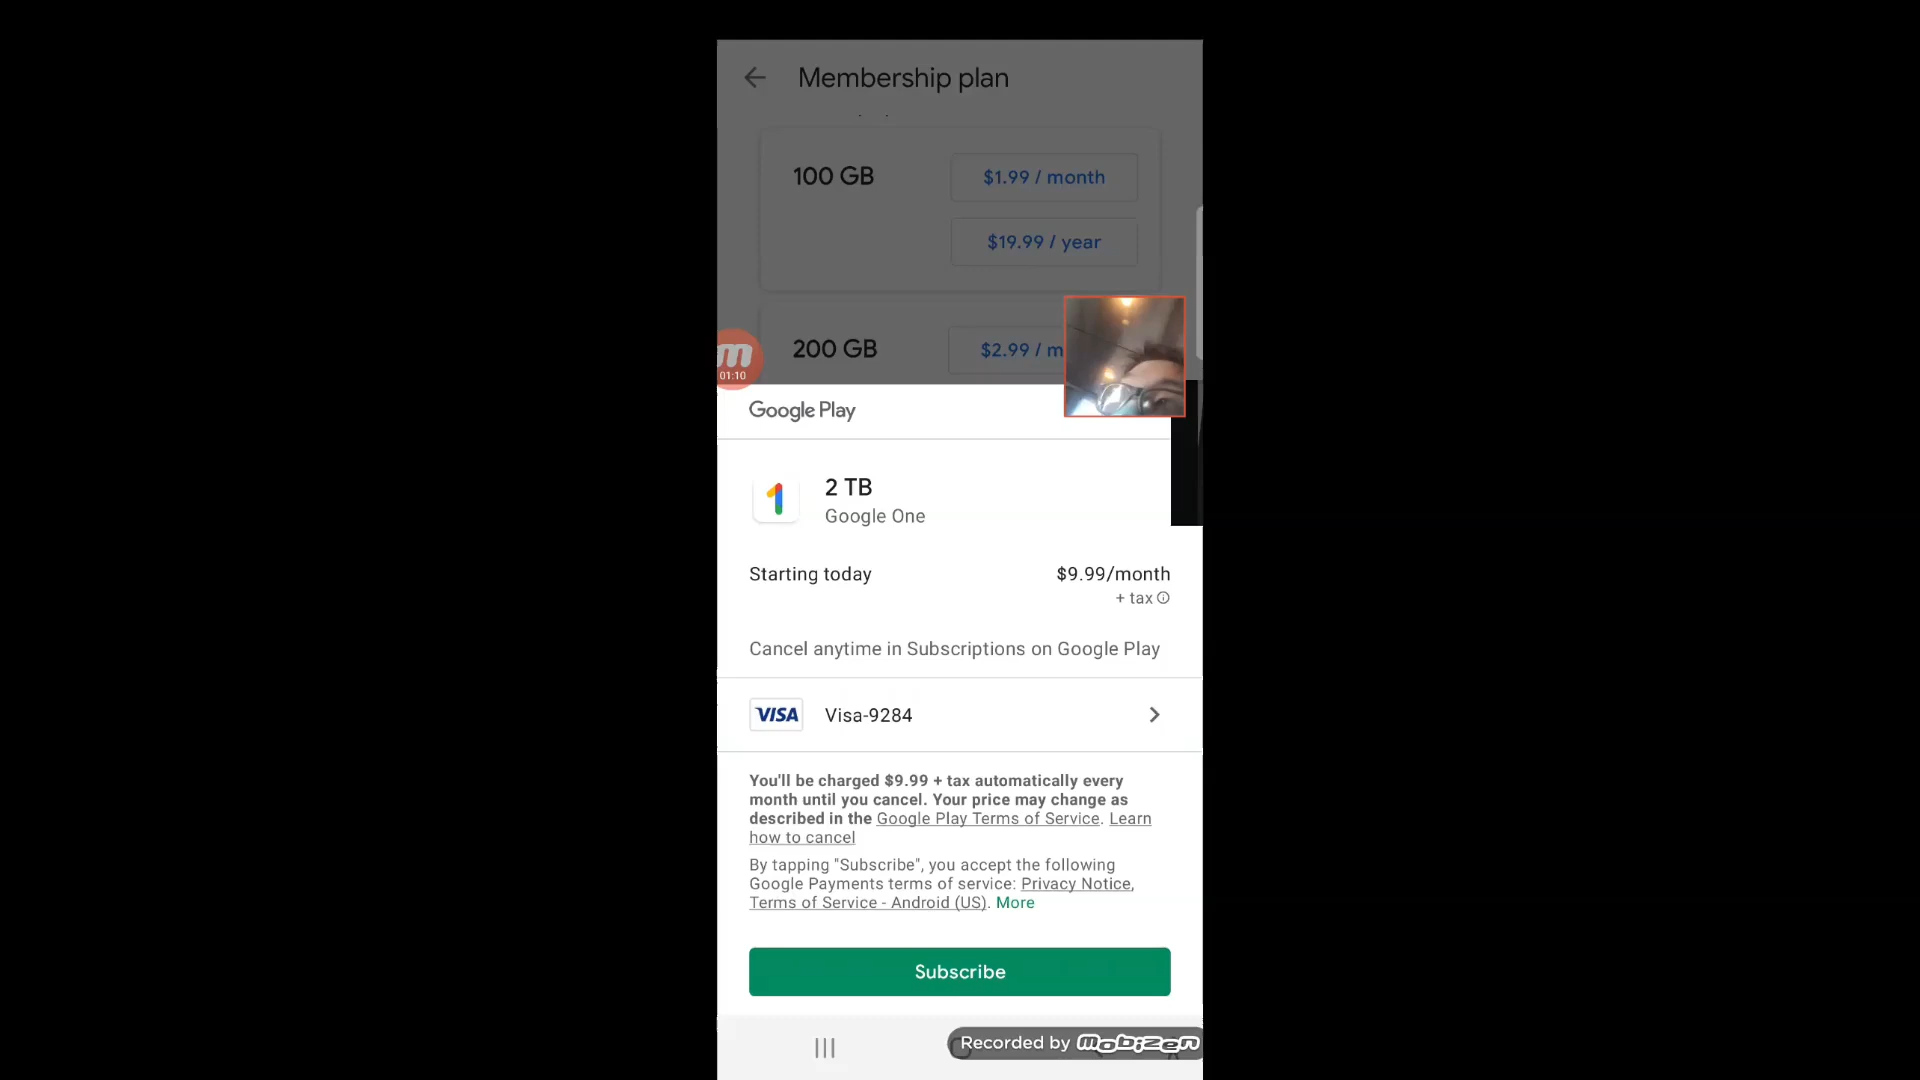 Membership plan
100 GB
$1.99 / month
$19.99 / year
200 GB
$2.99 / m
01:10
Google Play
2 TB
Google One
Starting today
$9.99/month
+ tax
Cancel anytime in Subscriptions on Google Play
VISA
Visa-9284
You'll be charged $9.99 + tax automatically every
month until you cancel. Your price may change as
described in the Google Play Terms of Service. Learn
how to cancel
By tapping "Subscribe", you accept the following
Google Payments terms of service: Privacy Notice,
Terms of Service - Android (US). More
Subscribe
Recorded by mobizen